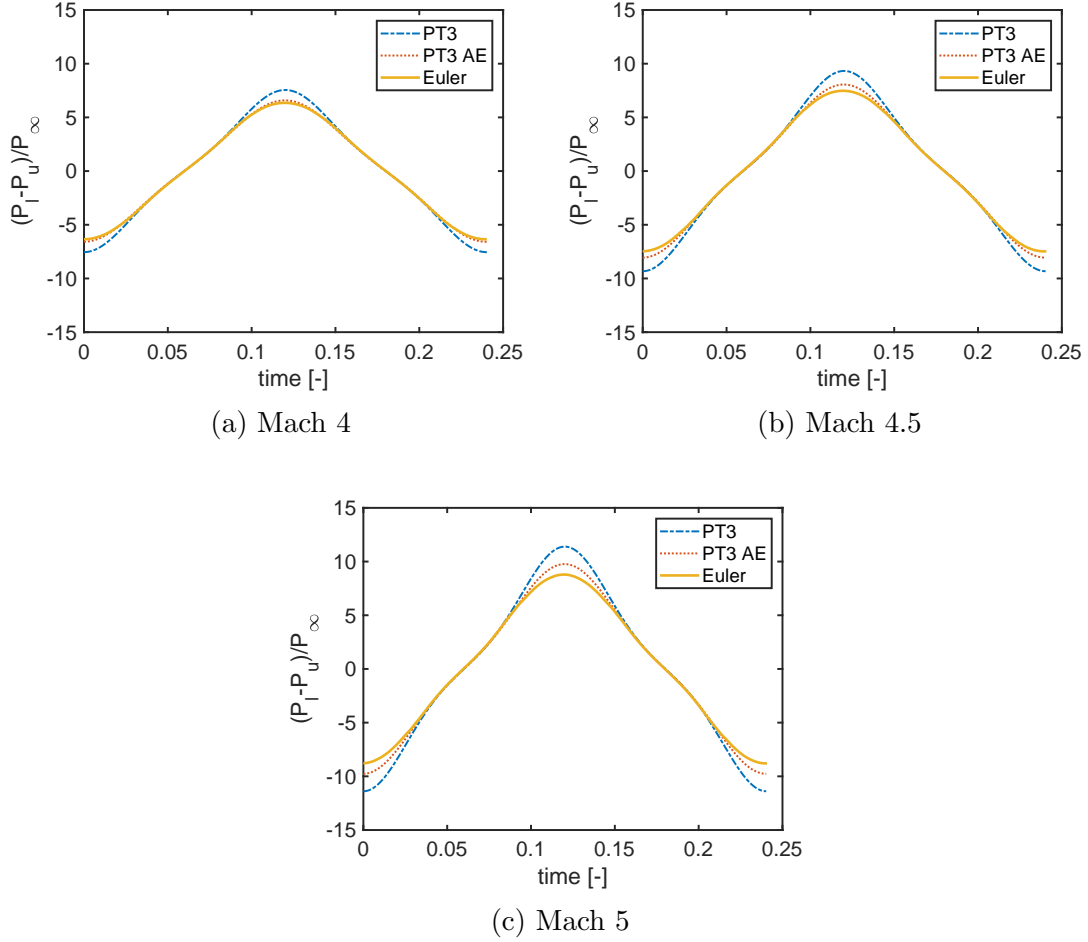 15
10
5
0
-5
-10
-15
(P_l-P_u)/P_∞
0 0.05 0.1 0.15 0.2 0.25
time [-]
PT3
PT3 AE
Euler
(a) Mach 4
15
10
5
0
-5
-10
-15
(P_l-P_u)/P_∞
0 0.05 0.1 0.15 0.2 0.25
time [-]
PT3
PT3 AE
Euler
(b) Mach 4.5
15
10
5
0
-5
-10
-15
(P_l-P_u)/P_∞
0 0.05 0.1 0.15 0.2 0.25
time [-]
PT3
PT3 AE
Euler
(c) Mach 5